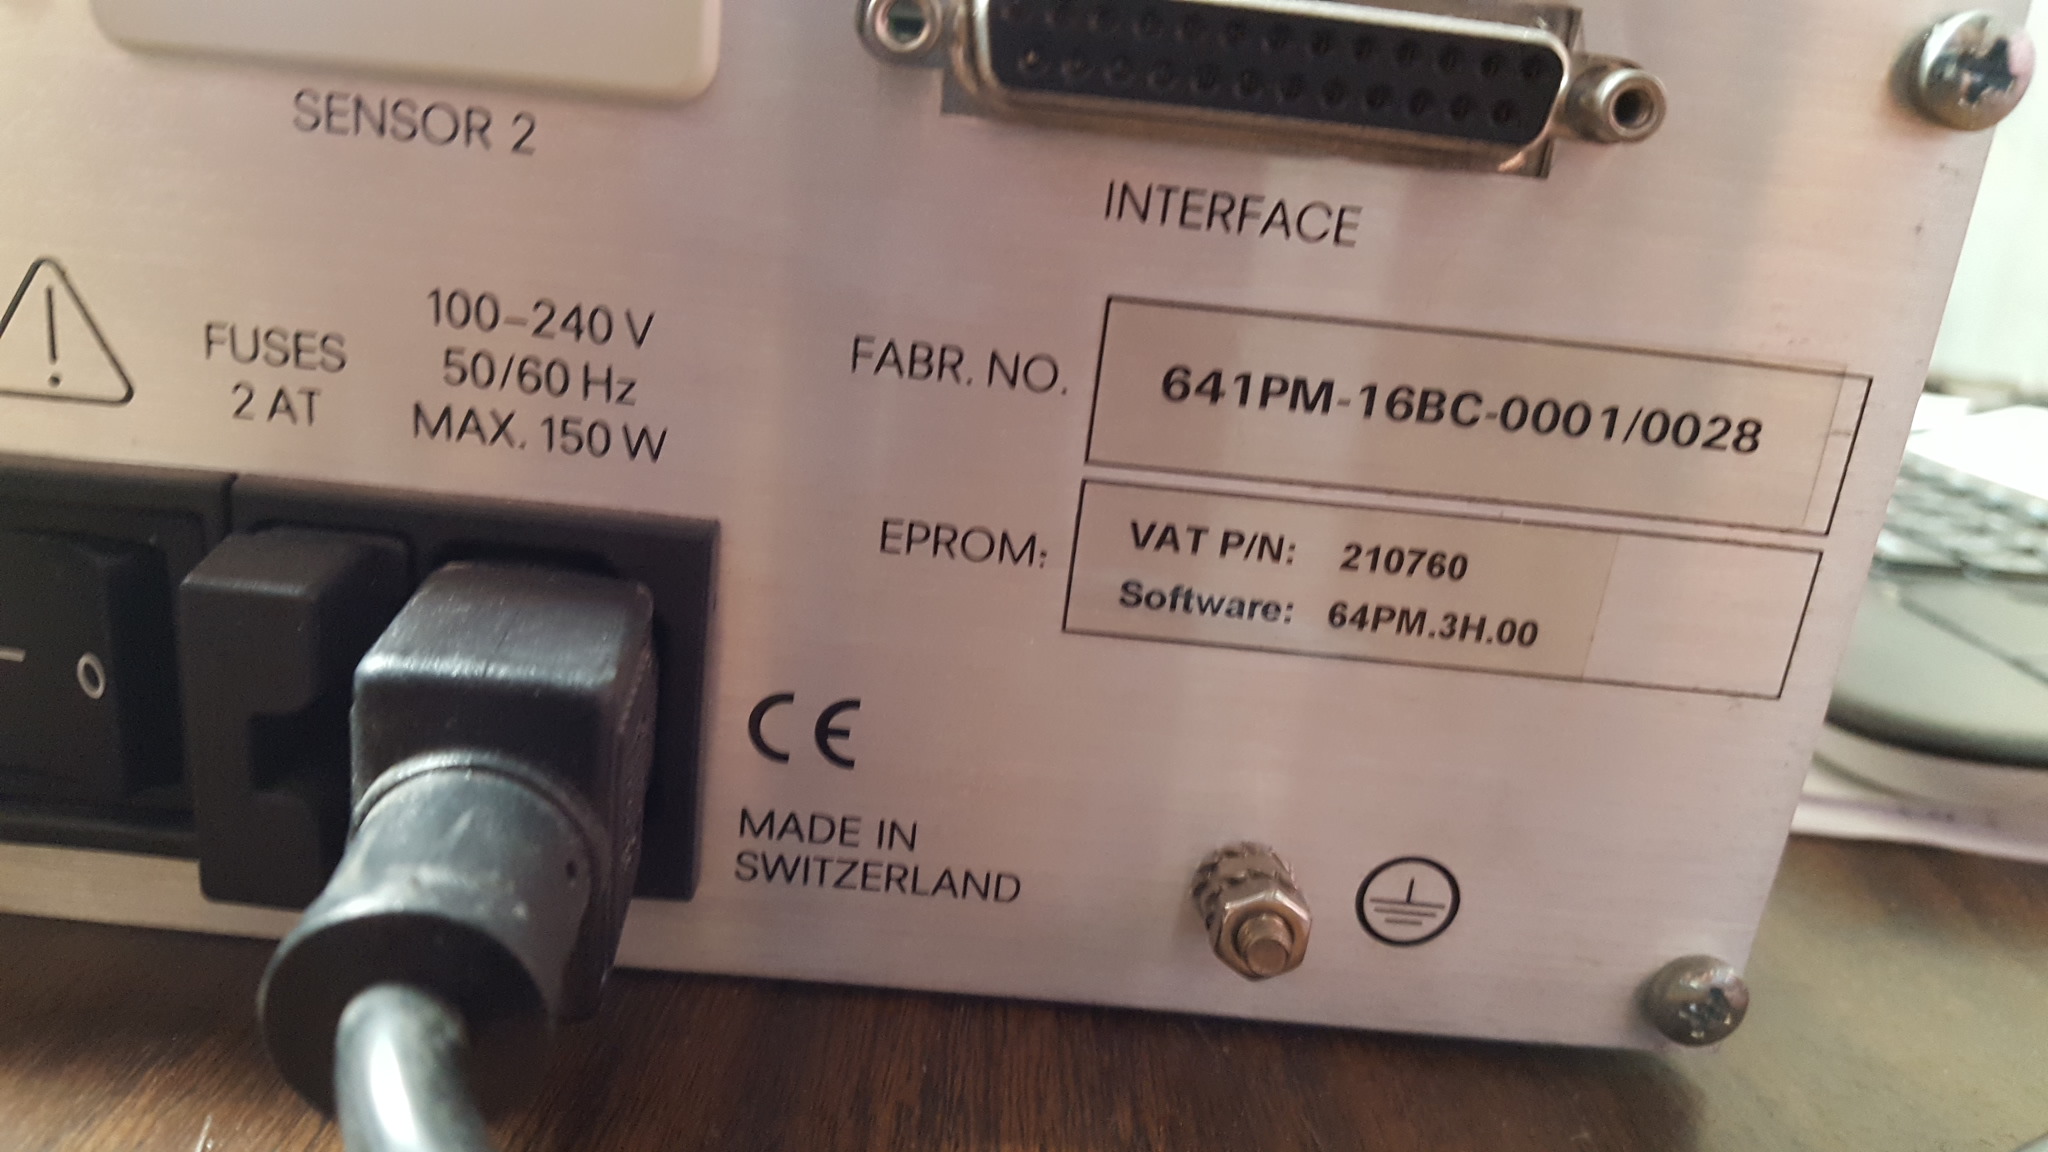 SENSOR 2
INTERFACE
FUSES
2 AT
100–240 V
50/60 Hz
MAX. 150 W
FABR. NO.
641PM-16BC-0001/0028
EPROM:
VAT P/N: 210760
Software: 64PM.3H.00
CE
MADE IN
SWITZERLAND